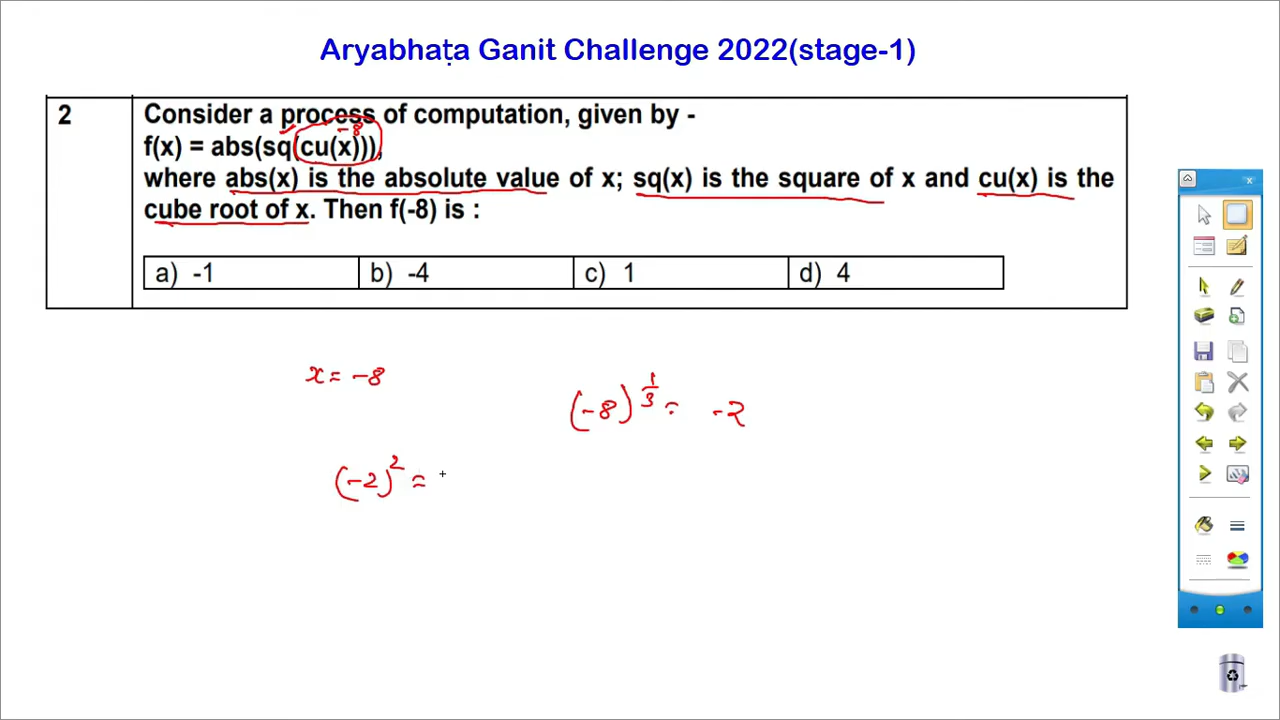 Aryabhaṭa Ganit Challenge 2022(stage-1)
2
Consider a process of computation, given by -
-8
f(x) = abs(sq(cu(x))),
where abs(x) is the absolute value of x; sq(x) is the square of x and cu(x) is the
cube root of x. Then f(-8) is :
a) -1 b) -4 c) 1 d) 4
x = -8
(-8)^1/3 = -2
(-2)^2 =